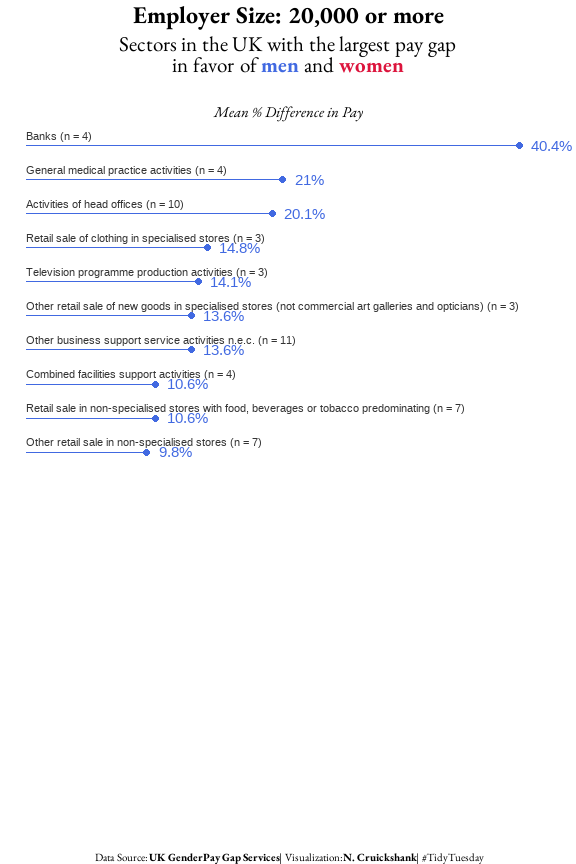 Employer Size: 20,000 or more
Sectors in the UK with the largest pay gap
in favor of men and women
Mean % Difference in Pay
Banks (n = 4)
40.4%
General medical practice activities (n = 4)
21%
Activities of head offices (n = 10)
20.1%
Retail sale of clothing in specialised stores (n = 3)
14.8%
Television programme production activities (n = 3)
14.1%
Other retail sale of new goods in specialised stores (not commercial art galleries and opticians) (n = 3)
13.6%
Other business support service activities n.e.c. (n = 11)
13.6%
Combined facilities support activities (n = 4)
10.6%
Retail sale in non-specialised stores with food, beverages or tobacco predominating (n = 7)
10.6%
Other retail sale in non-specialised stores (n = 7)
9.8%
Data Source: UK Gender Pay Gap Services| Visualization: N. Cruickshank| #TidyTuesday